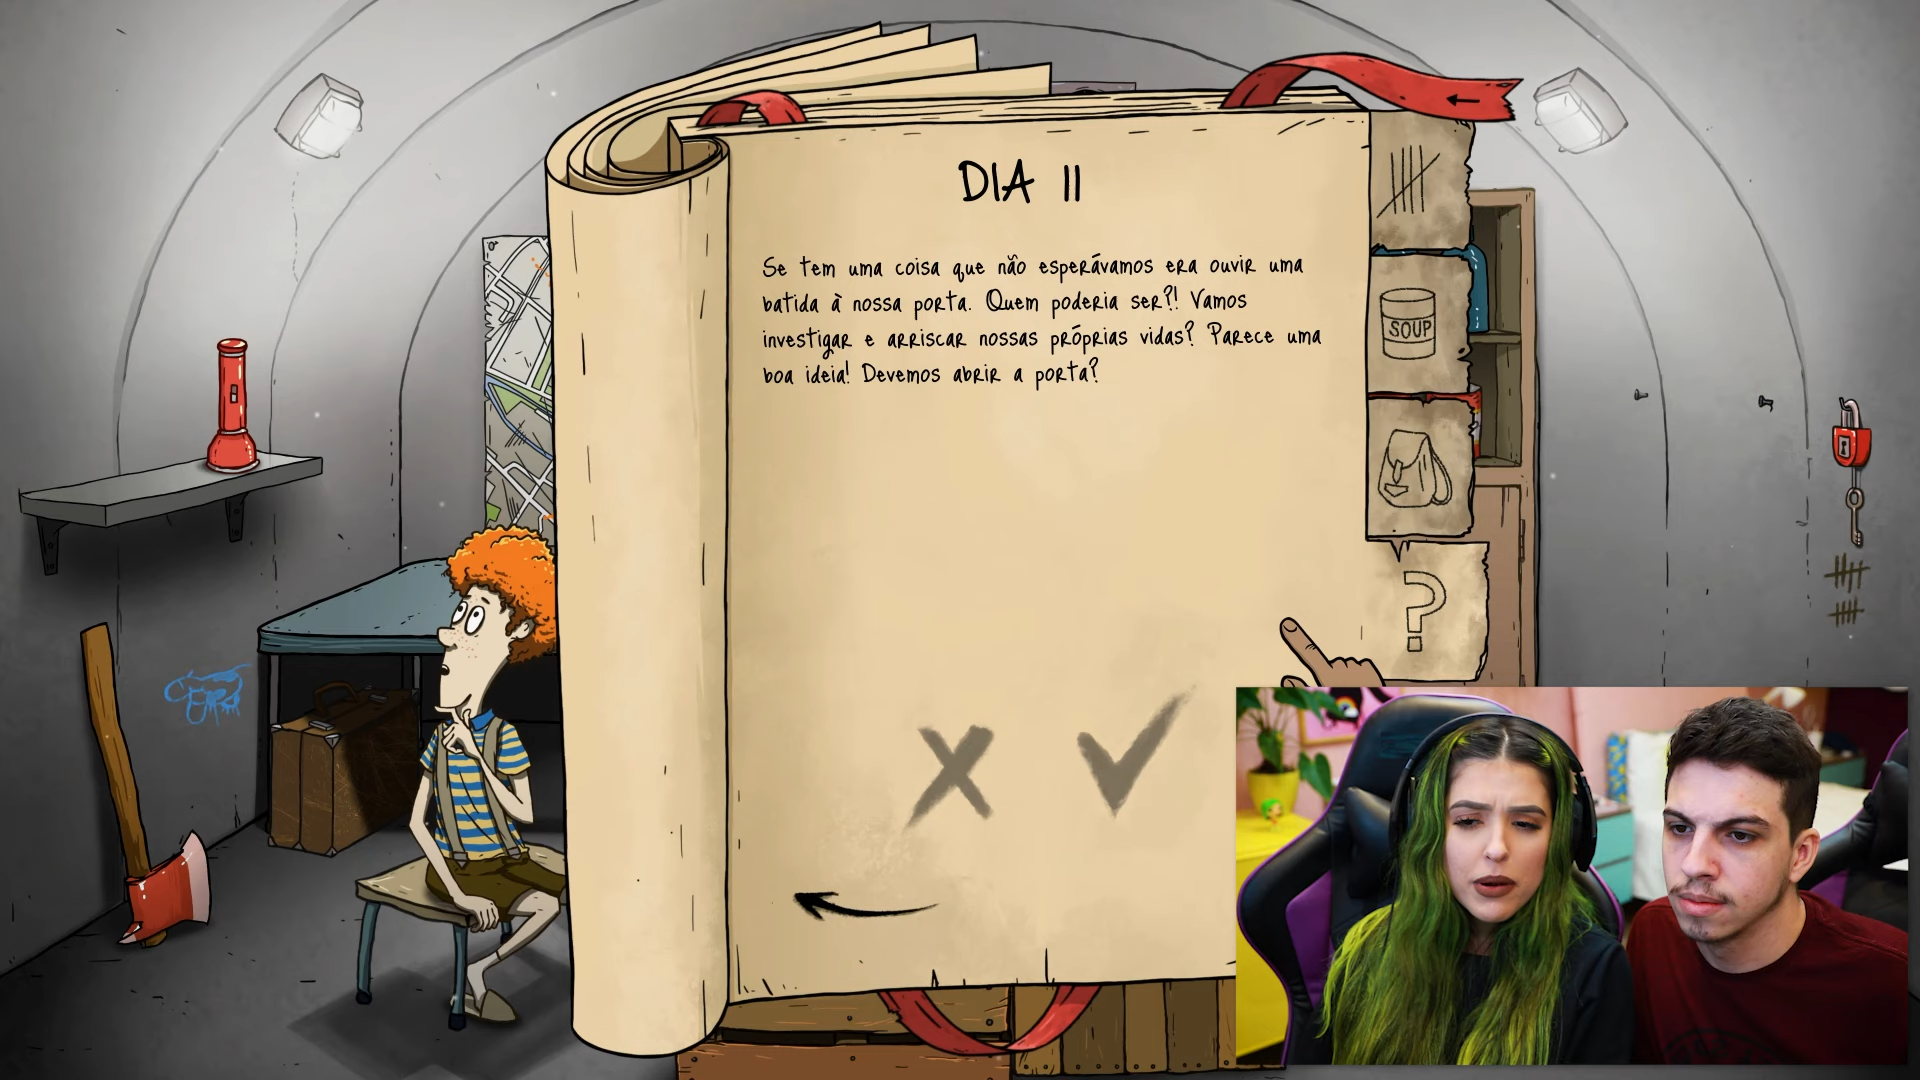 DIA 11
Se tem uma coisa que não esperávamos era ouvir uma
batida à nossa porta. Quem poderia ser?! Vamos
investigar e arriscar nossas próprias vidas? Parece uma
boa ideia! Devemos abrir a porta?
SOUP
?